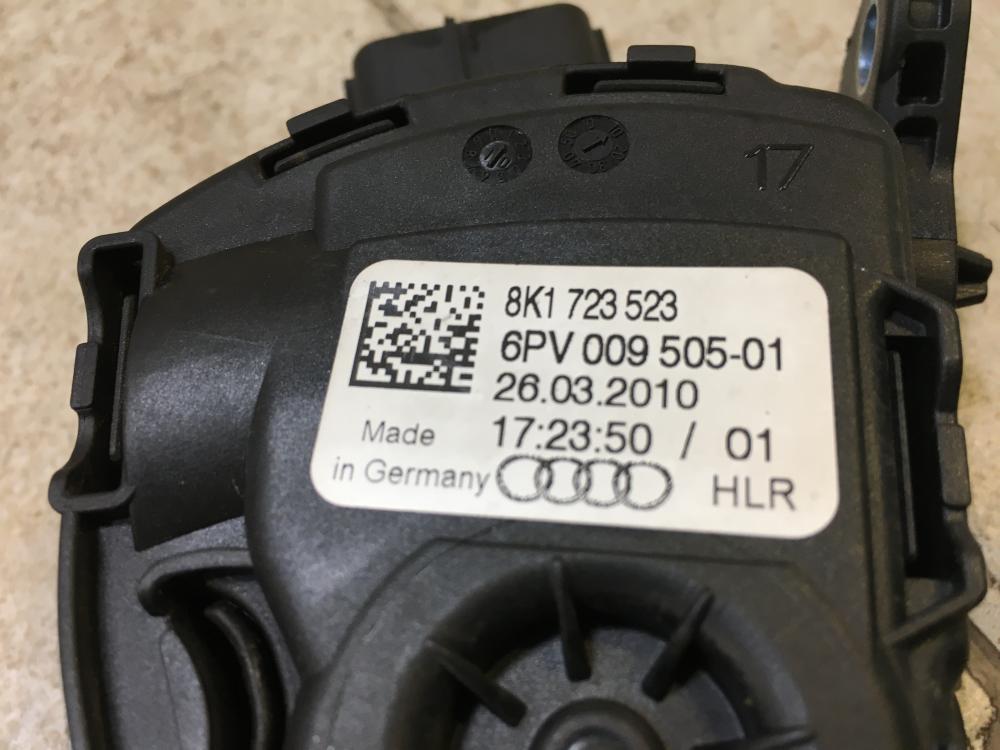 17
8K1 723 523
6PV 009 505-01
26.03.2010
17:23:50 / 01
Made
in Germany
HLR